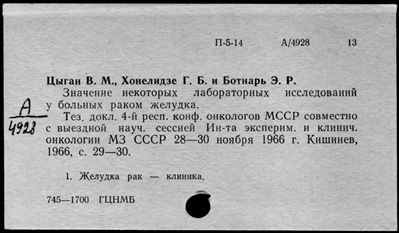 П-5-14 А/4928 13
Цыган В. М., Хонелидзе Г. Б. и Ботнарь Э. Р.
Значение некоторых лабораторных исследований
у больных раком желудка.
А/4928
Тез. докл. 4-й респ. конф. онкологов МССР совместно
с выездной науч. сессией Ин-та эксперим. и клинич.
онкологии МЗ СССР 28—30 ноября 1966 г. Кишинев,
1966, с. 29—30.
1. Желудка рак — клиника.
745—1700 ГЦНМБ